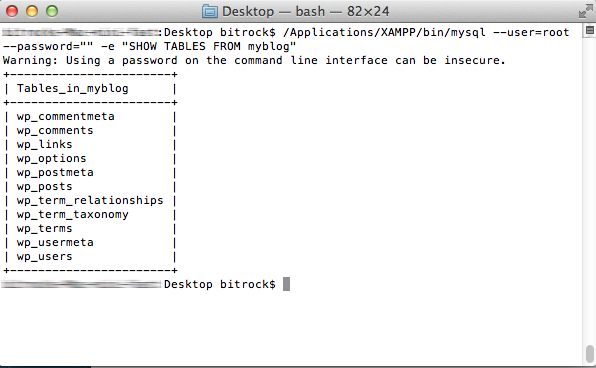 Desktop — bash — 82×24
:Desktop bitrock$ /Applications/XAMPP/bin/mysql --user=root
--password="" -e "SHOW TABLES FROM myblog"
Warning: Using a password on the command line interface can be insecure.
+-----------------------+
| Tables_in_myblog      |
+-----------------------+
| wp_commentmeta        |
| wp_comments           |
| wp_links              |
| wp_options            |
| wp_postmeta           |
| wp_posts              |
| wp_term_relationships |
| wp_term_taxonomy      |
| wp_terms              |
| wp_usermeta           |
| wp_users              |
+-----------------------+
:Desktop bitrock$